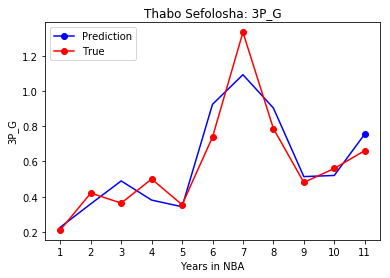 Thabo Sefolosha: 3P_G
Prediction
True
3P_G
1.2
1.0
0.8
0.6
0.4
0.2
1 2 3 4 5 6 7 8 9 10 11
Years in NBA